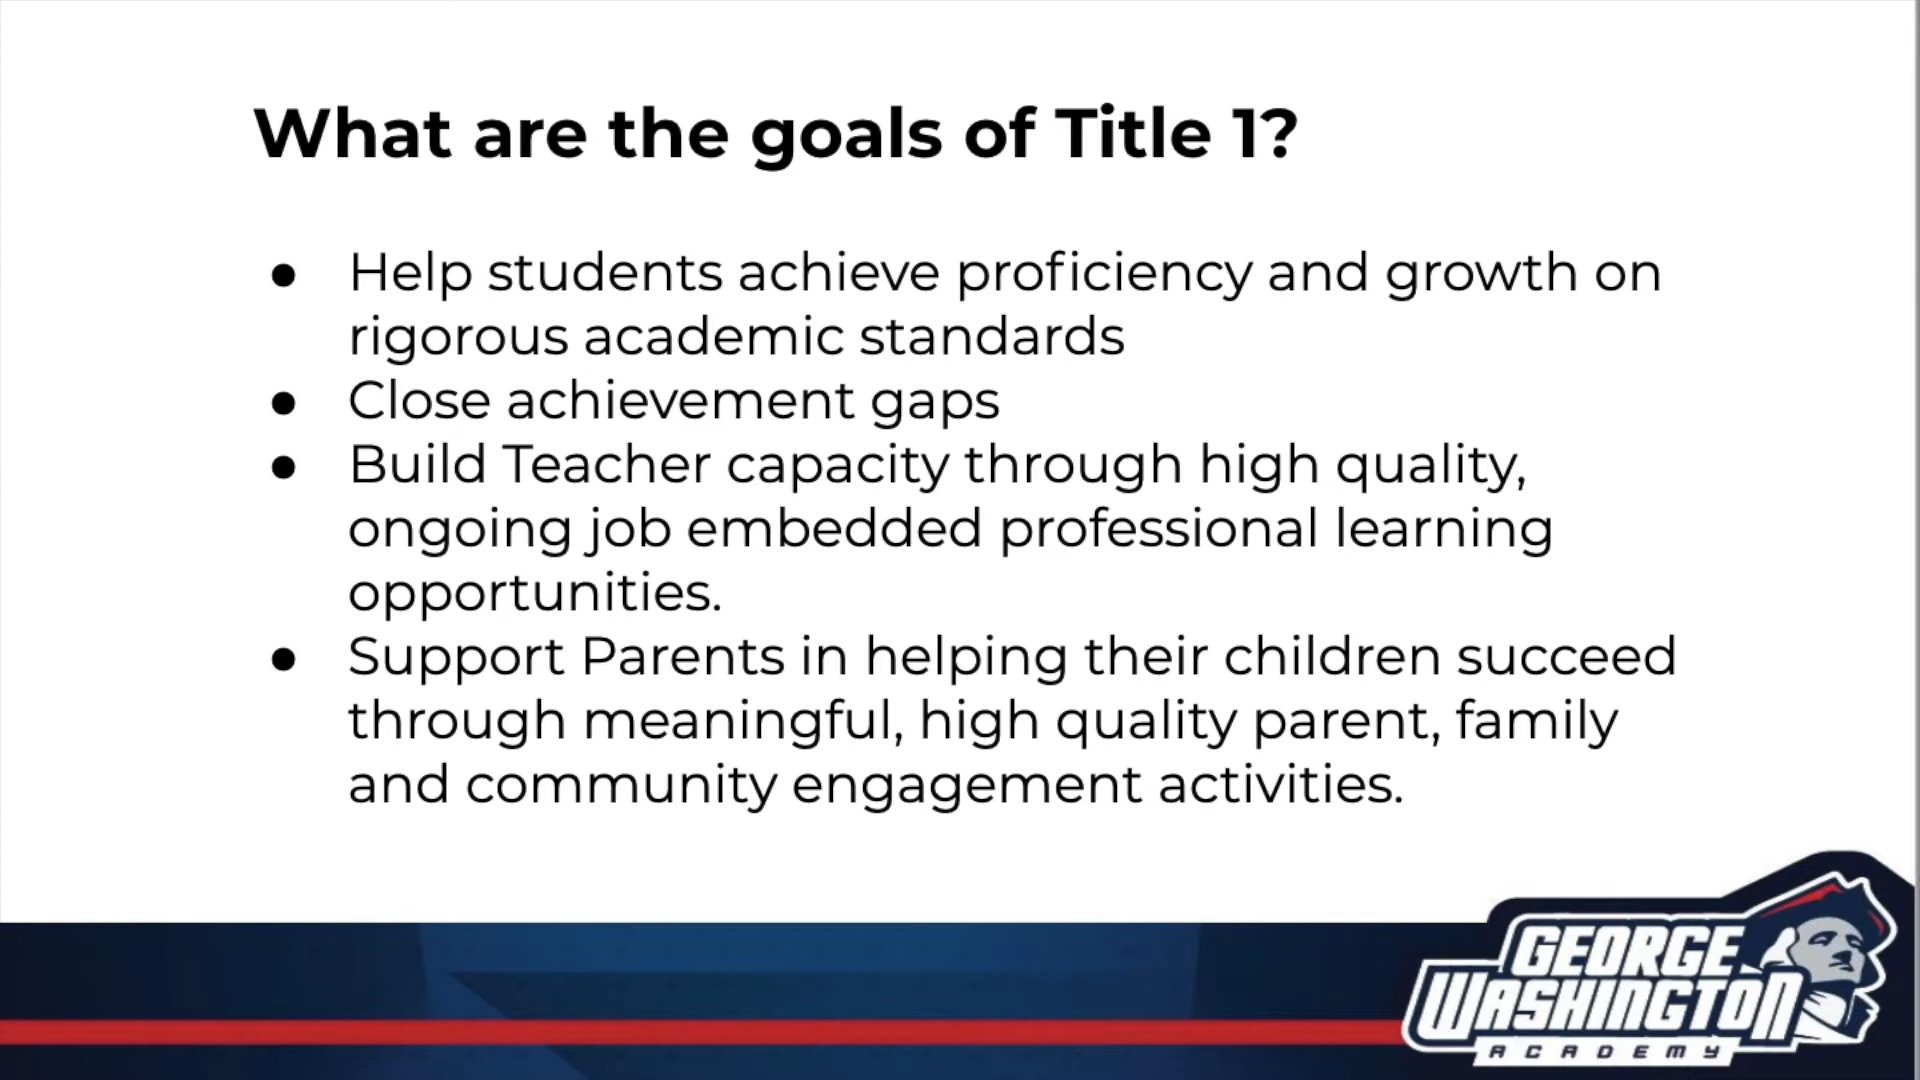 What are the goals of Title 1?
● Help students achieve proficiency and growth on
rigorous academic standards
● Close achievement gaps
● Build Teacher capacity through high quality,
ongoing job embedded professional learning
opportunities.
● Support Parents in helping their children succeed
through meaningful, high quality parent, family
and community engagement activities.
GEORGE
WASHINGTON
ACADEMY